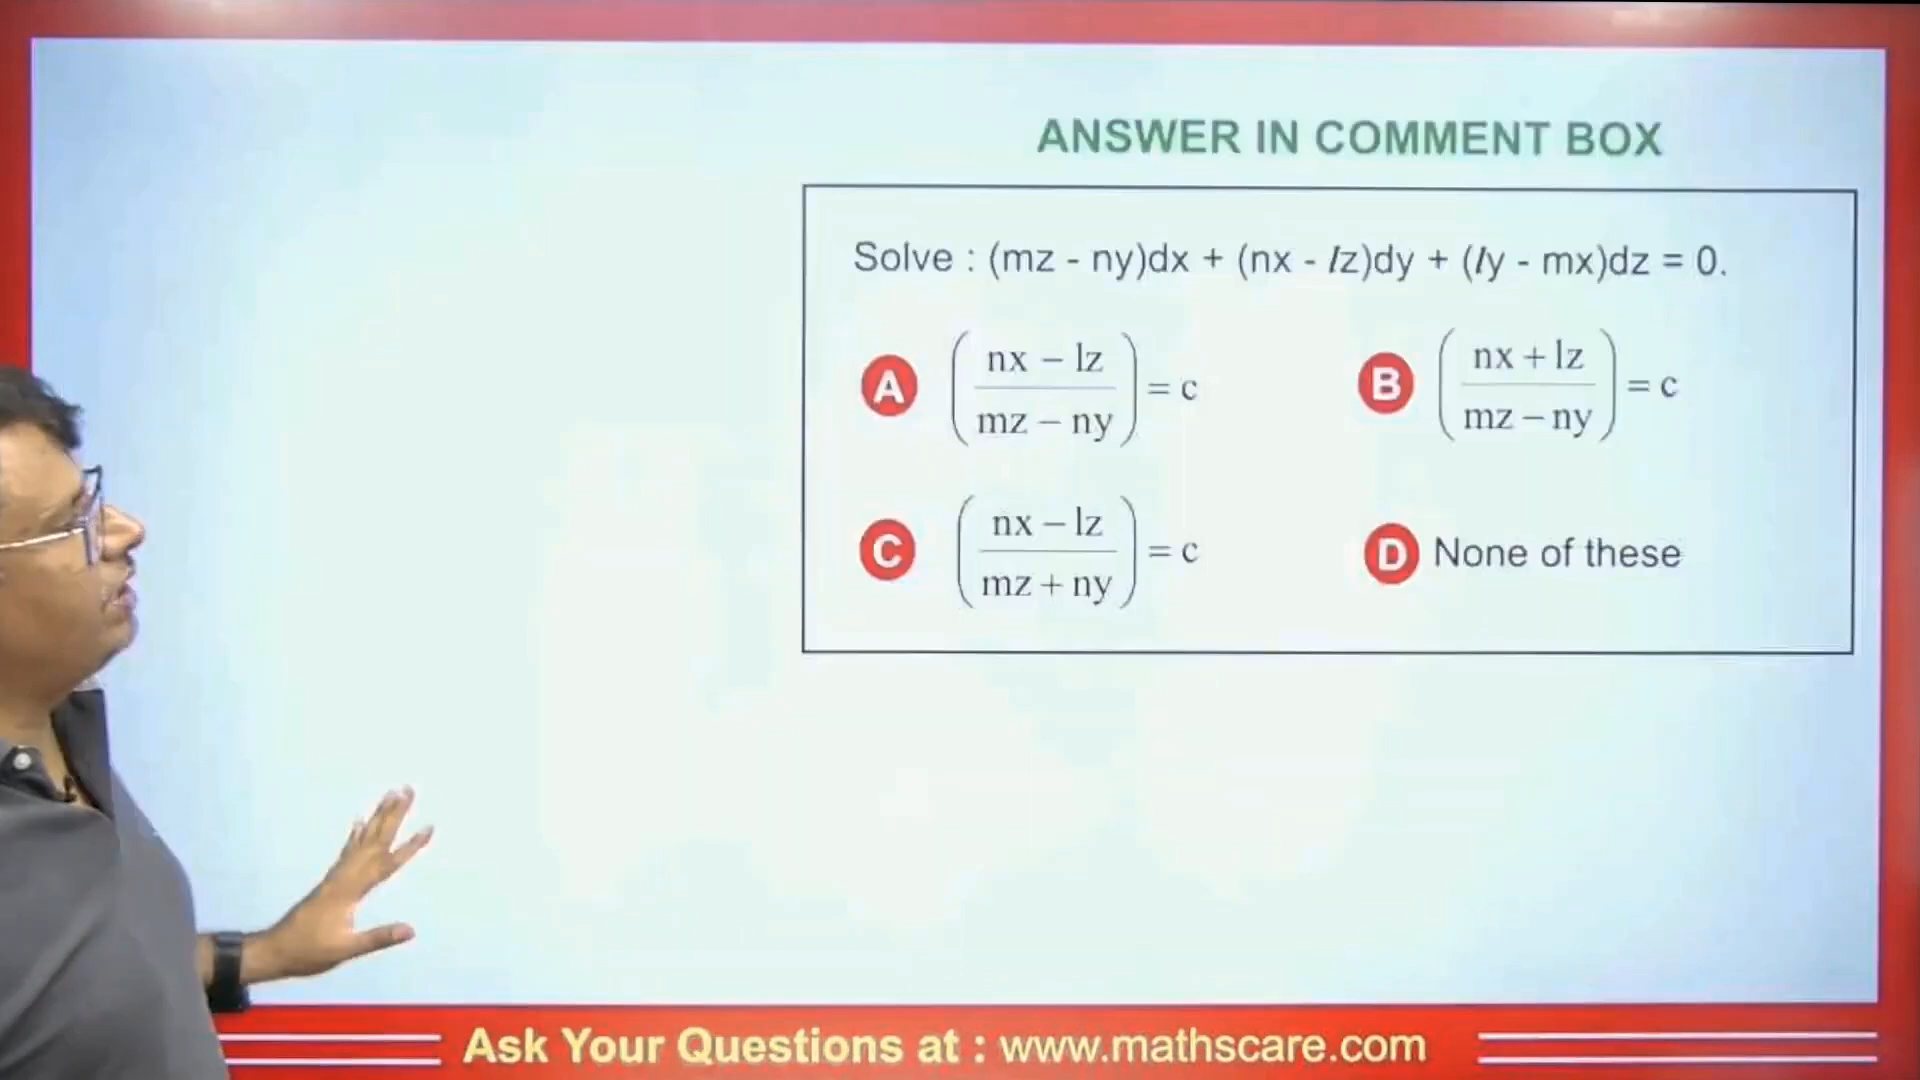 ANSWER IN COMMENT BOX
Solve : (mz - ny)dx + (nx - lz)dy + (ly - mx)dz = 0.
A (nx − lz / mz − ny) = c
B (nx + lz / mz − ny) = c
C (nx − lz / mz + ny) = c
D None of these
Ask Your Questions at : www.mathscare.com